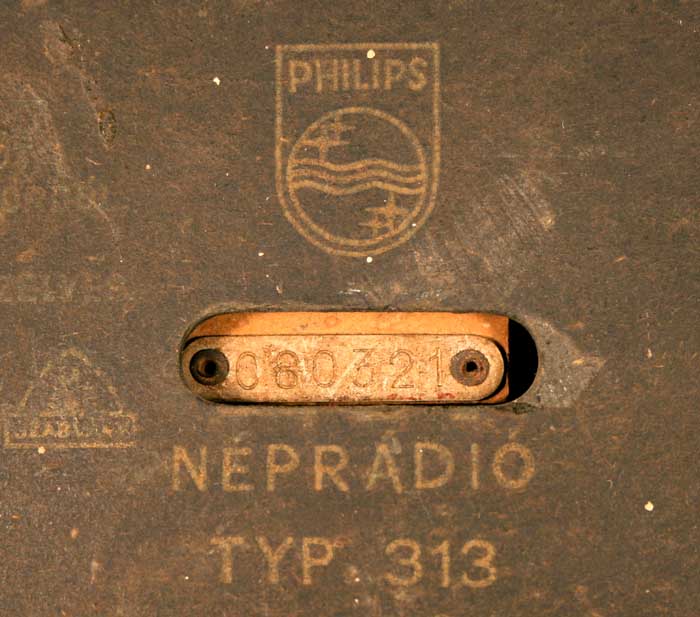 PHILIPS
080321
NÉPRÁDIÓ
TYP. 313